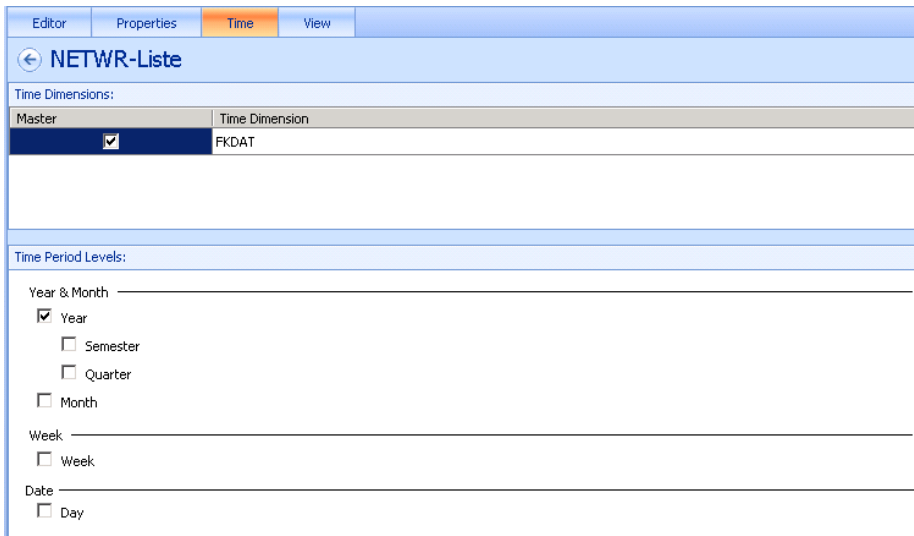 Editor Properties Time View
NETWR-Liste
Time Dimensions:
Master Time Dimension
FKDAT
Time Period Levels:
Year & Month
Year
Semester
Quarter
Month
Week
Week
Date
Day